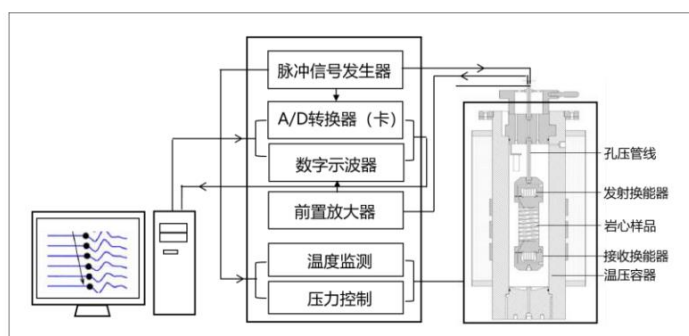 脉冲信号发生器
A/D转换器（卡）
数字示波器
前置放大器
温度监测
压力控制
孔压管线
发射换能器
岩心样品
接收换能器
温压容器